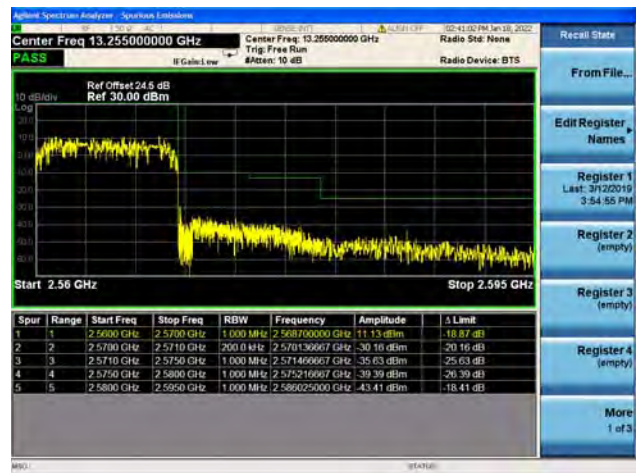 Agilent Spectrum Analyzer - Spurious Emissions
RF 50 Ω AC SENSE:INT ALIGN OFF 02:41:02 PM Jan 18, 2022
Center Freq 13.255000000 GHz
Center Freq: 13.255000000 GHz
Radio Std: None
Trig: Free Run
PASS
IFGain:Low
#Atten: 10 dB
Radio Device: BTS
Ref Offset 24.5 dB
10 dB/div Ref 30.00 dBm
Log
Start 2.56 GHz
Stop 2.595 GHz
Spur Range Start Freq Stop Freq RBW Frequency Amplitude Δ Limit
1 1 2.5600 GHz 2.5700 GHz 1.000 MHz 2.568700000 GHz 11.13 dBm -18.87 dB
2 2 2.5700 GHz 2.5710 GHz 200.0 kHz 2.570136667 GHz -30.16 dBm -20.16 dB
3 3 2.5710 GHz 2.5750 GHz 1.000 MHz 2.571466667 GHz -35.63 dBm -25.63 dB
4 4 2.5750 GHz 2.5800 GHz 1.000 MHz 2.575216667 GHz -39.39 dBm -26.39 dB
5 5 2.5800 GHz 2.5950 GHz 1.000 MHz 2.586025000 GHz -43.41 dBm -18.41 dB
MSG
STATUS
Recall State
From File...
Edit Register
Names
Register 1
Last: 3/12/2019
3:54:55 PM
Register 2
(empty)
Register 3
(empty)
Register 4
(empty)
More
1 of 3